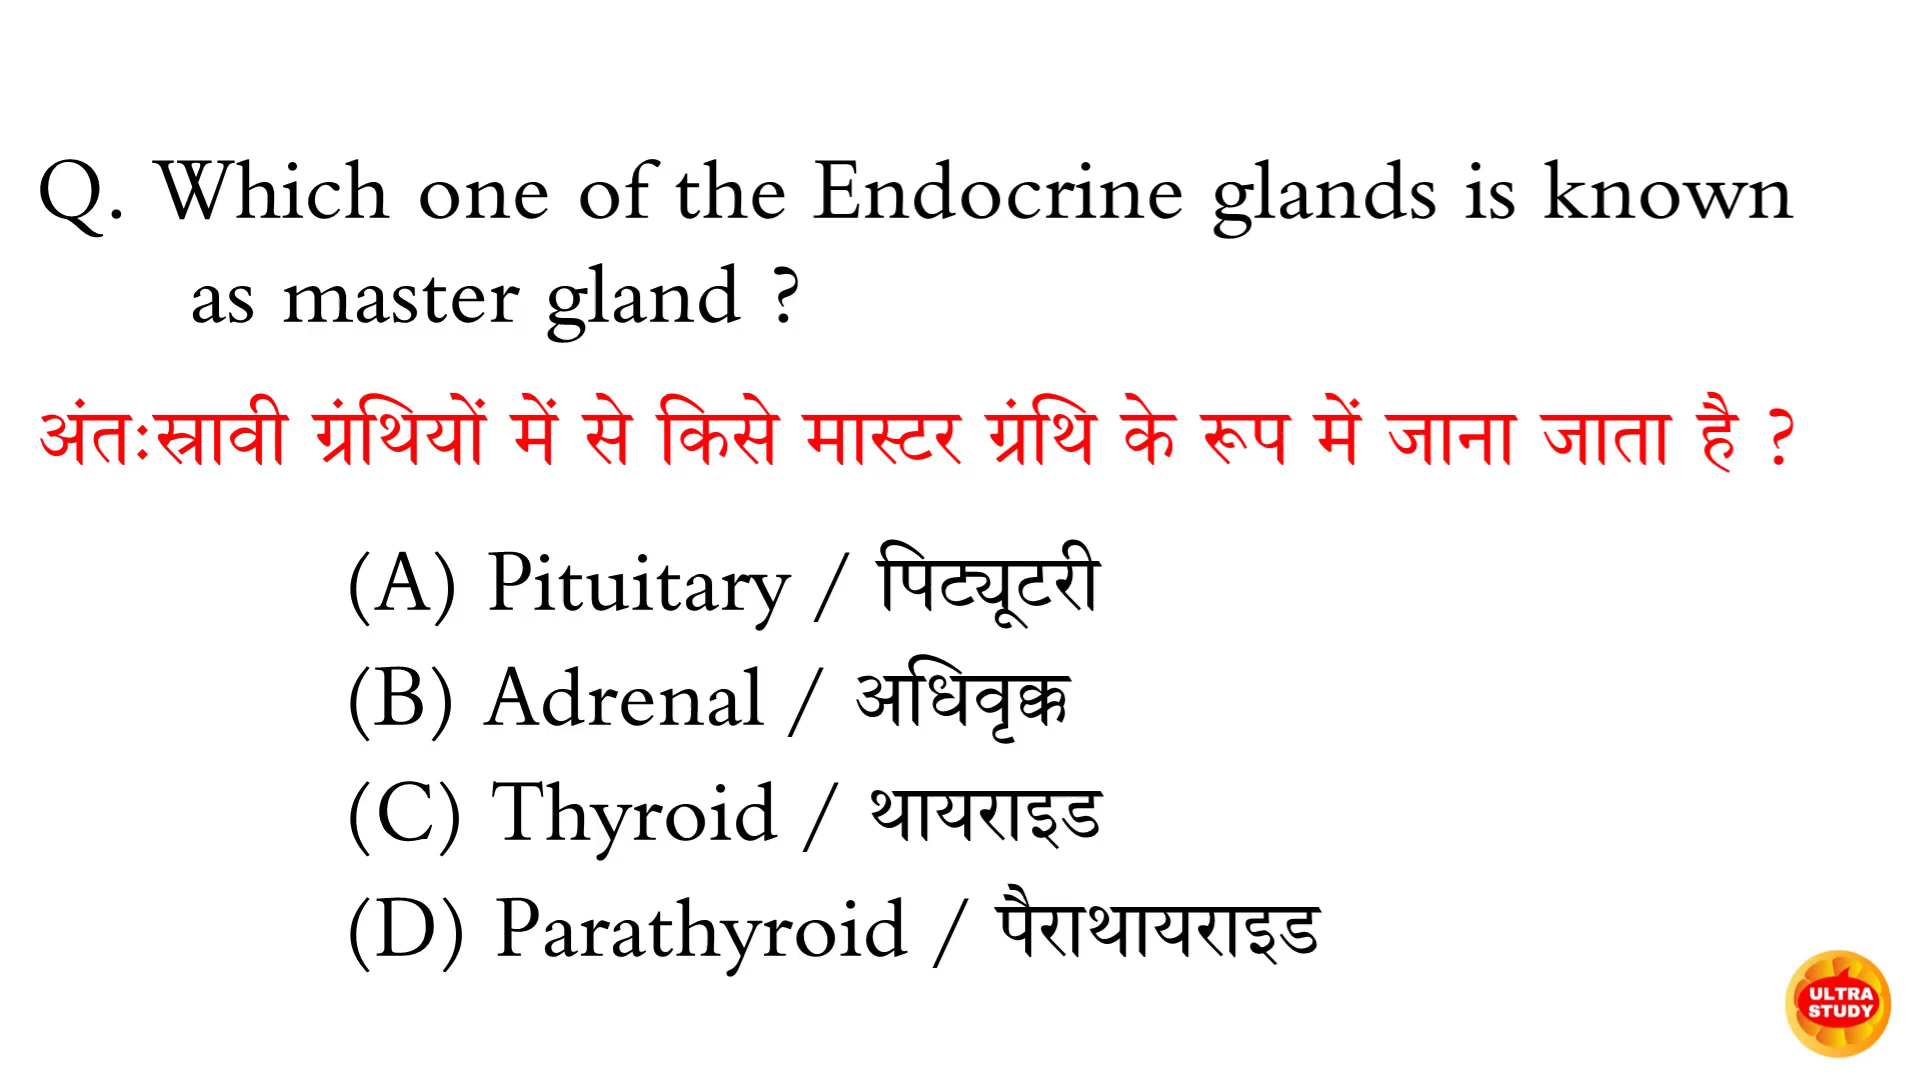 Q. Which one of the Endocrine glands is known
as master gland ?
अंतःस्रावी ग्रंथियों में से किसे मास्टर ग्रंथि के रूप में जाना जाता है ?
(A) Pituitary / पिट्यूटरी
(B) Adrenal / अधिवृक्क
(C) Thyroid / थायराइड
(D) Parathyroid / पैराथायराइड
ULTRA
STUDY